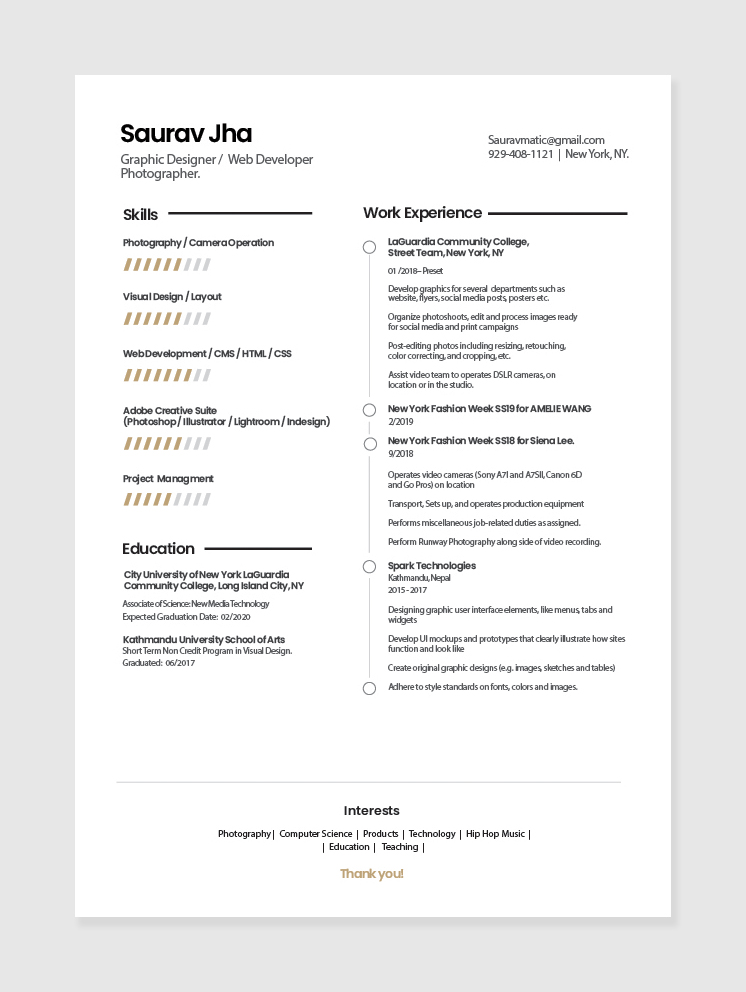 Saurav Jha
Graphic Designer / Web Developer
Photographer.
Sauravmatic@gmail.com
929-408-1121 | New York, NY.
Skills
Photography / Camera Operation
Visual Design / Layout
Web Development / CMS / HTML / CSS
Adobe Creative Suite
(Photoshop / Illustrator / Lightroom / Indesign)
Project Managment
Education
City University of New York LaGuardia
Community College, Long Island City, NY
Associate of Science: New Media Technology
Expected Graduation Date: 02/2020
Kathmandu University School of Arts
Short Term Non Credit Program in Visual Design.
Graduated: 06/2017
Work Experience
LaGuardia Community College,
Street Team, New York, NY
01 /2018– Preset
Develop graphics for several departments such as
website, flyers, social media posts, posters etc.
Organize photoshoots, edit and process images ready
for social media and print campaigns
Post-editing photos including resizing, retouching,
color correcting, and cropping, etc.
Assist video team to operates DSLR cameras, on
location or in the studio.
New York Fashion Week SS19 for AMELIE WANG
2/2019
New York Fashion Week SS18 for Siena Lee.
9/2018
Operates video cameras (Sony A7I and A7SII, Canon 6D
and Go Pros) on location
Transport, Sets up, and operates production equipment
Performs miscellaneous job-related duties as assigned.
Perform Runway Photography along side of video recording.
Spark Technologies
Kathmandu, Nepal
2015 - 2017
Designing graphic user interface elements, like menus, tabs and
widgets
Develop UI mockups and prototypes that clearly illustrate how sites
function and look like
Create original graphic designs (e.g. images, sketches and tables)
Adhere to style standards on fonts, colors and images.
Interests
Photography | Computer Science | Products | Technology | Hip Hop Music |
| Education | Teaching |
Thank you!